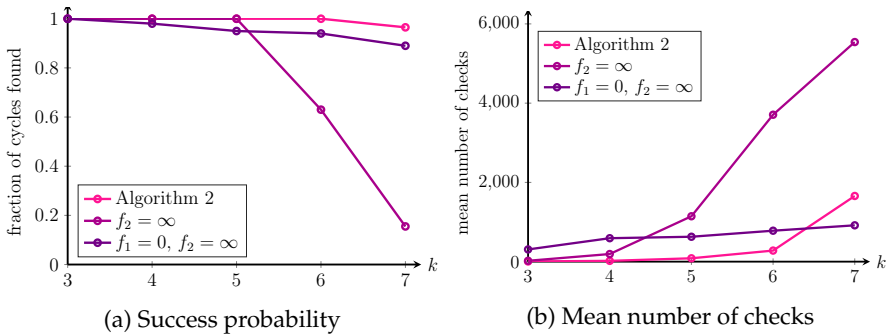 fraction of cycles found
1
0.8
0.6
0.4
0.2
0
Algorithm 2
f₂ = ∞
f₁ = 0, f₂ = ∞
3 4 5 6 7 k
(a) Success probability
mean number of checks
6,000
4,000
2,000
0
Algorithm 2
f₂ = ∞
f₁ = 0, f₂ = ∞
3 4 5 6 7 k
(b) Mean number of checks